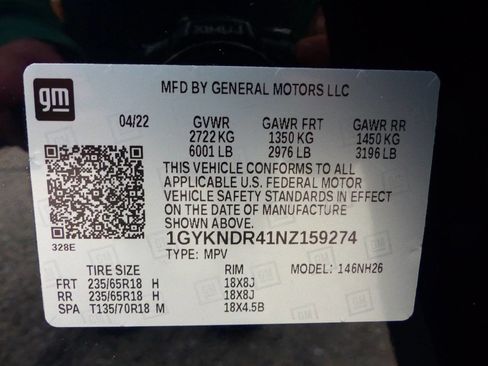 gm
MFD BY GENERAL MOTORS LLC
04/22 GVWR GAWR FRT GAWR RR
2722 KG 1350 KG 1450 KG
6001 LB 2976 LB 3196 LB
THIS VEHICLE CONFORMS TO ALL
APPLICABLE U.S. FEDERAL MOTOR
VEHICLE SAFETY STANDARDS IN EFFECT
ON THE DATE OF MANUFACTURE
SHOWN ABOVE.
328E
1GYKNDR41NZ159274
TYPE: MPV
TIRE SIZE RIM MODEL: 146NH26
FRT 235/65R18 H 18X8J
RR 235/65R18 H 18X8J
SPA T135/70R18 M 18X4.5B